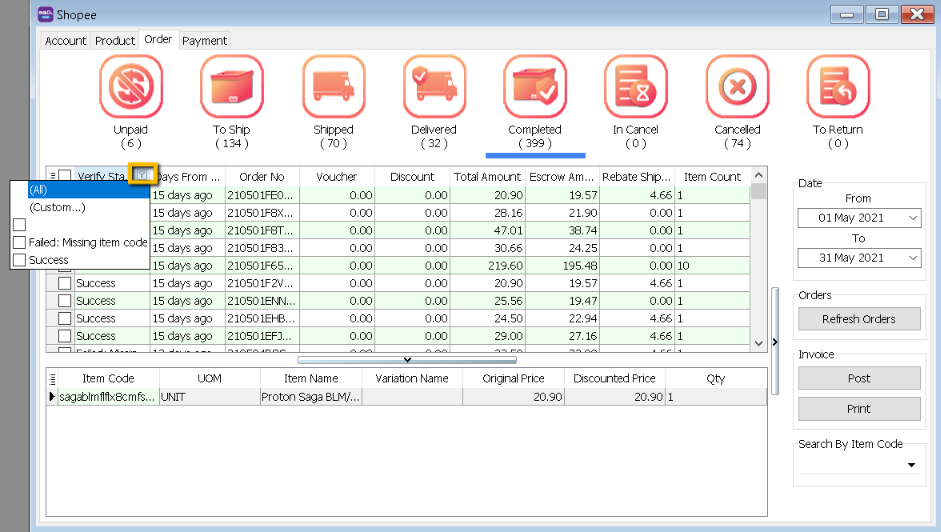 Shopee
Account Product Order Payment
Unpaid To Ship Shipped Delivered Completed In Cancel Cancelled To Return
( 6 ) ( 134 ) ( 70 ) ( 32 ) ( 399 ) ( 0 ) ( 74 ) ( 0 )
Verify Sta... Days From ... Order No Voucher Discount Total Amount Escrow Am... Rebate Ship... Item Count
(All)
(Custom...)
Failed: Missing item code
Success
15 days ago 210501FE0... 0.00 0.00 20.90 19.57 4.66 1
15 days ago 210501F8X... 0.00 0.00 28.16 21.90 0.00 1
15 days ago 210501F8T... 0.00 0.00 47.01 38.74 0.00 1
15 days ago 210501F83... 0.00 0.00 30.66 24.25 0.00 1
15 days ago 210501F65... 0.00 0.00 219.60 195.48 0.00 10
Success 15 days ago 210501F2V... 0.00 0.00 20.90 19.57 4.66 1
Success 15 days ago 210501ENN... 0.00 0.00 25.56 19.47 0.00 1
Success 15 days ago 210501EHB... 0.00 0.00 24.50 22.94 4.66 1
Success 15 days ago 210501EFJ... 0.00 0.00 29.00 27.16 4.66 1
Date
From
01 May 2021
To
31 May 2021
Orders
Refresh Orders
Invoice
Post
Print
Search By Item Code
Item Code UOM Item Name Variation Name Original Price Discounted Price Qty
UNIT Proton Saga BLM/... 20.90 20.90 1